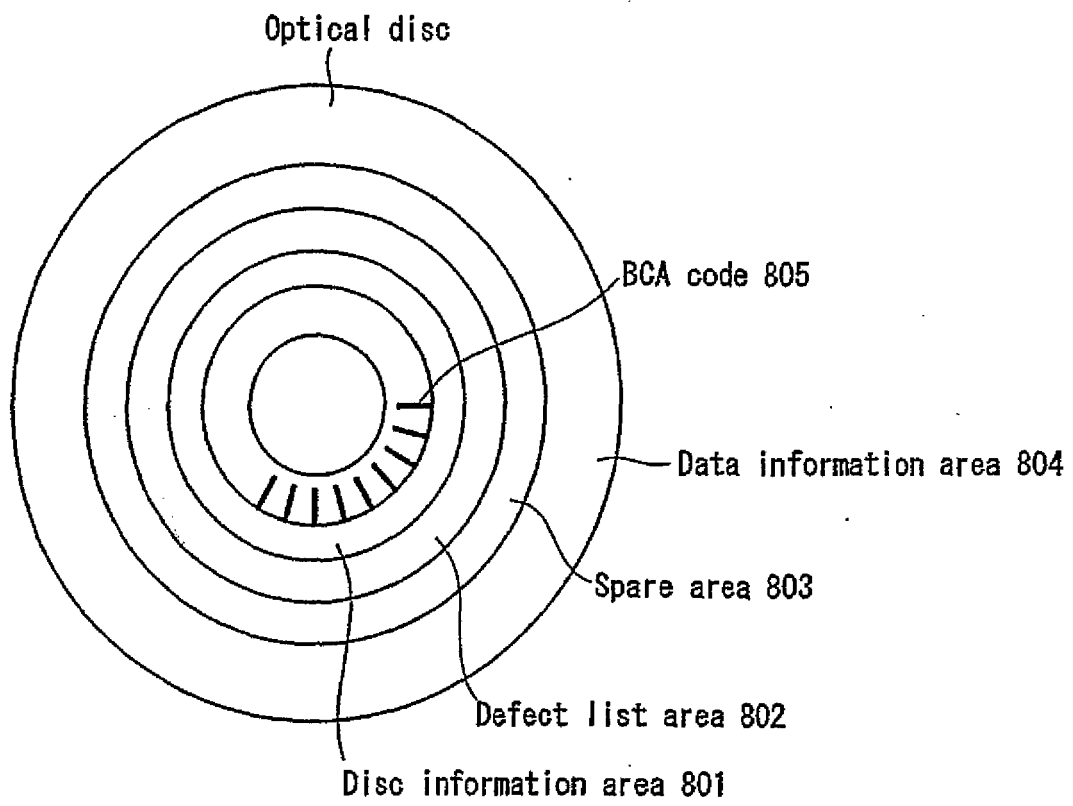 Optical disc
BCA code 805
Data information area 804
Spare area 803
Defect list area 802
Disc information area 801